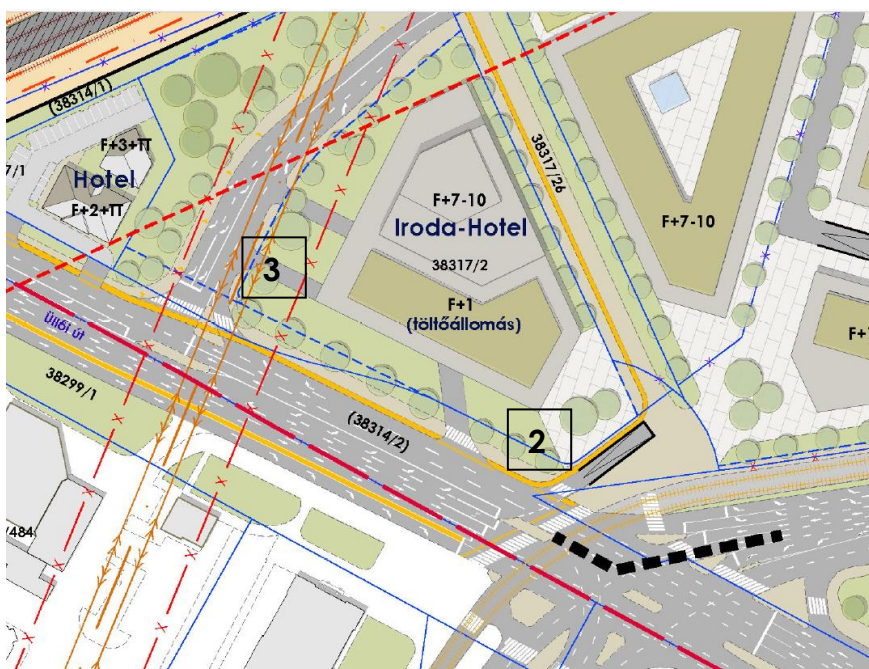 (38314/1)
F+3+TT
7/1
Hotel
F+2+TT
38317/26
F+7-10
Iroda-Hotel
38317/2
F+7-10
3
F+1
(töltőállomás)
Üllői út
38299/1
(38314/2)
2
/484